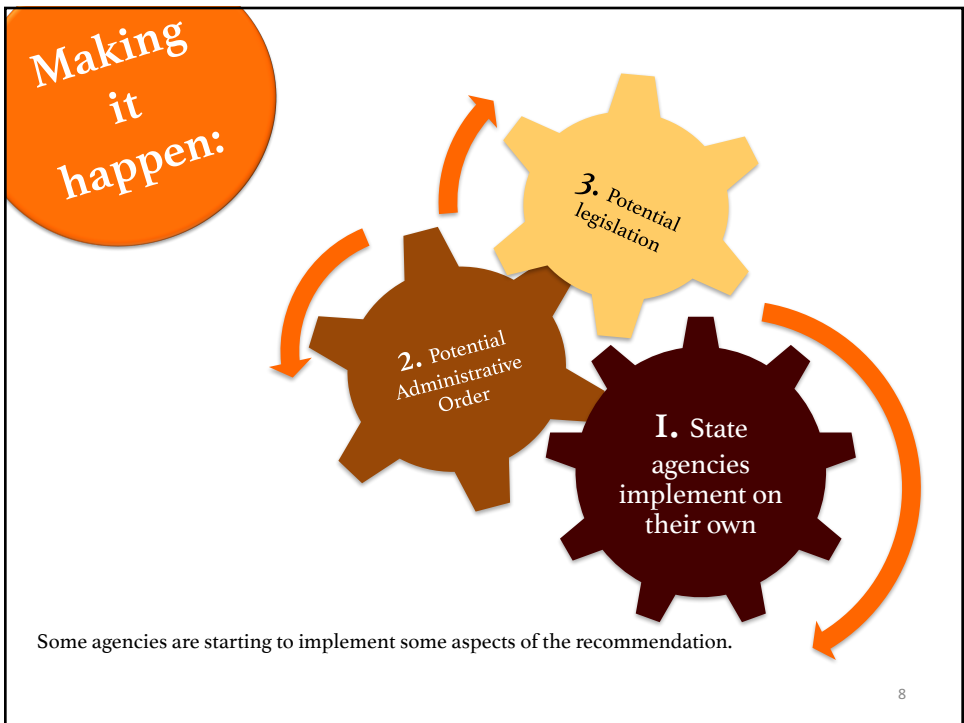 Making
it
happen:
3. Potential
legislation
2. Potential
Administrative
Order
I. State
agencies
implement on
their own
Some agencies are starting to implement some aspects of the recommendation.
8